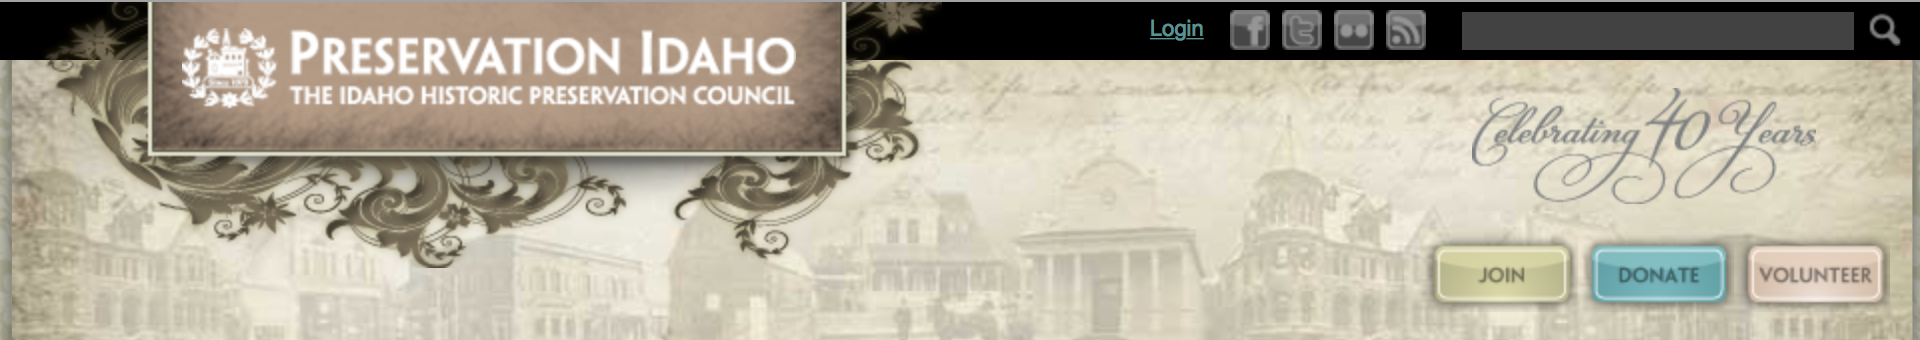 Login
PRESERVATION IDAHO
THE IDAHO HISTORIC PRESERVATION COUNCIL
Celebrating 40 Years
JOIN
DONATE
VOLUNTEER